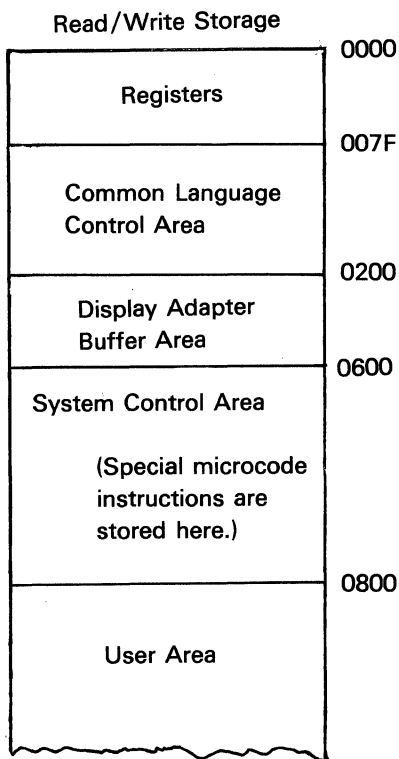 Read/Write Storage
0000
Registers
007F
Common Language
Control Area
0200
Display Adapter
Buffer Area
0600
System Control Area
(Special microcode
instructions are
stored here.)
0800
User Area